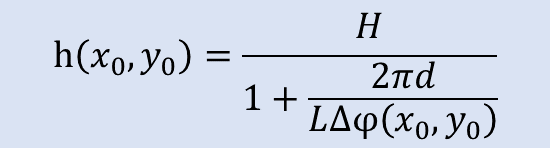 h(x₀, y₀) = H / (1 + 2πd / (LΔφ(x₀, y₀)))